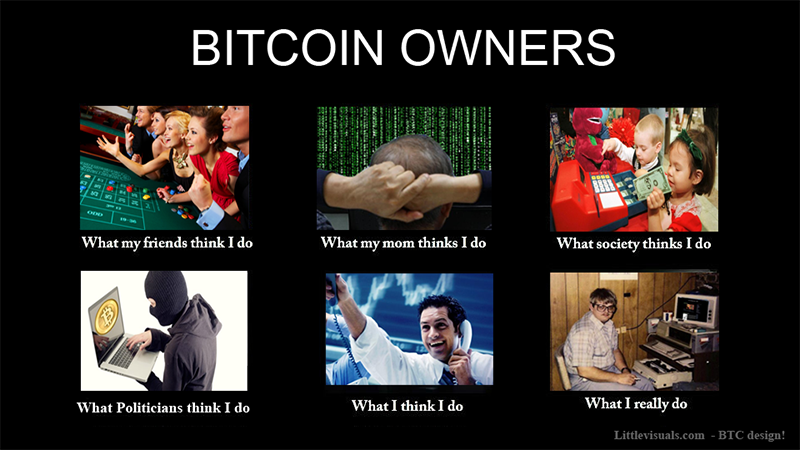 BITCOIN OWNERS
What my friends think I do
What my mom thinks I do
What society thinks I do
What Politicians think I do
What I think I do
What I really do
Littlevisuals.com - BTC design!